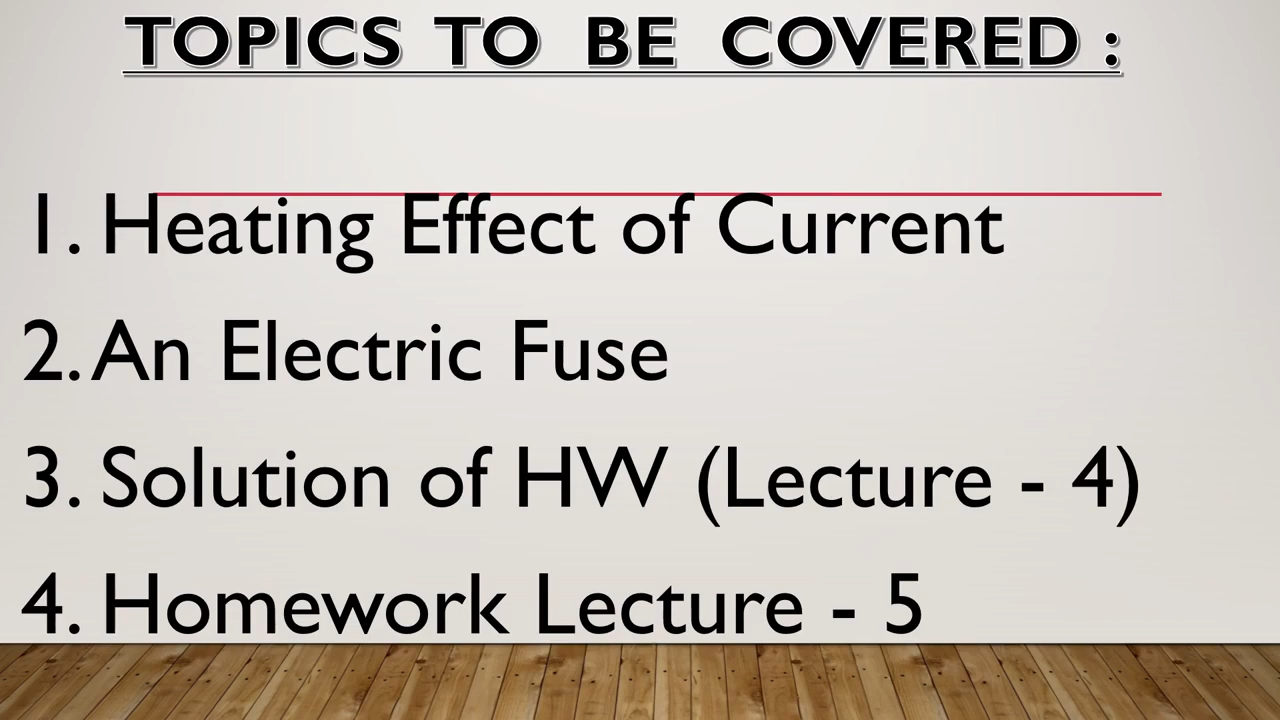 TOPICS TO BE COVERED :
1. Heating Effect of Current
2. An Electric Fuse
3. Solution of HW (Lecture - 4)
4. Homework Lecture - 5